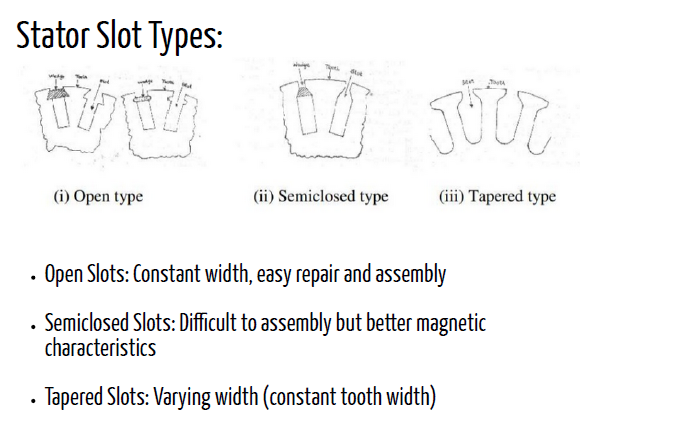 Stator Slot Types:
wedge Tooth Slot wedge Tooth Slot
wedge Tooth Slot
Slot Tooth
(i) Open type
(ii) Semiclosed type
(iii) Tapered type
• Open Slots: Constant width, easy repair and assembly
• Semiclosed Slots: Difficult to assembly but better magnetic
characteristics
• Tapered Slots: Varying width (constant tooth width)